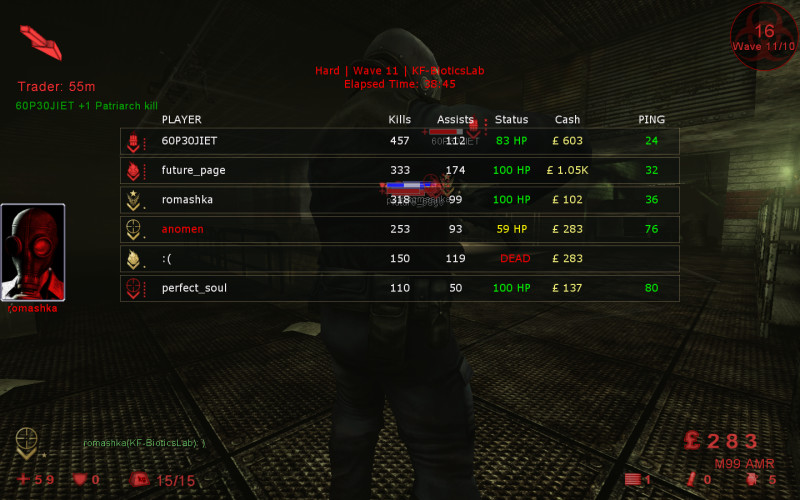 16
Wave 11/10
Trader: 55m
60P30JIET +1 Patriarch kill
Hard | Wave 11 | KF-BioticsLab
Elapsed Time: 38:45
PLAYER Kills Assists Status Cash PING
60P30JIET 457 112 83 HP £ 603 24
future_page 333 174 100 HP £ 1.05K 32
romashka 318 99 100 HP £ 102 36
anomen 253 93 59 HP £ 283 76
:( 150 119 DEAD £ 283
perfect_soul 110 50 100 HP £ 137 80
60P30JIET
romashka
romashka(KF-BioticsLab): }
59 0 15/15
£283
M99 AMR
1 0 5